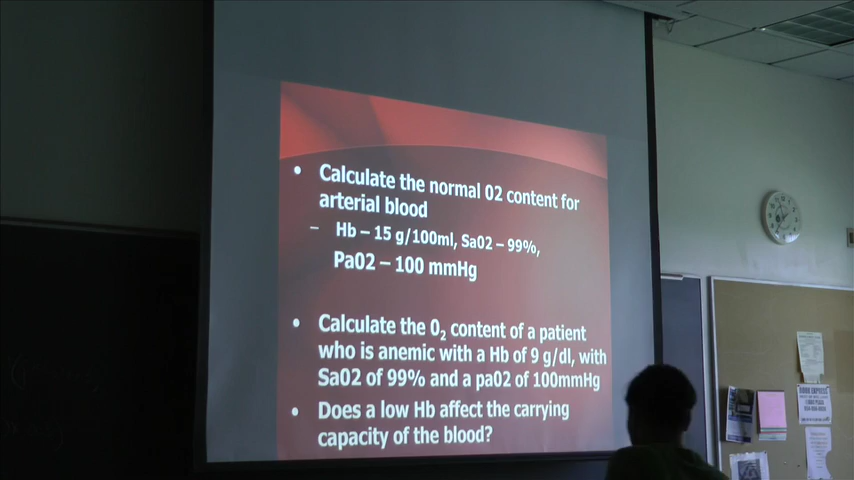 • Calculate the normal 02 content for
arterial blood
– Hb – 15 g/100ml, Sa02 – 99%,
Pa02 – 100 mmHg
• Calculate the 0₂ content of a patient
who is anemic with a Hb of 9 g/dl, with
Sa02 of 99% and a pa02 of 100mmHg
• Does a low Hb affect the carrying
capacity of the blood?